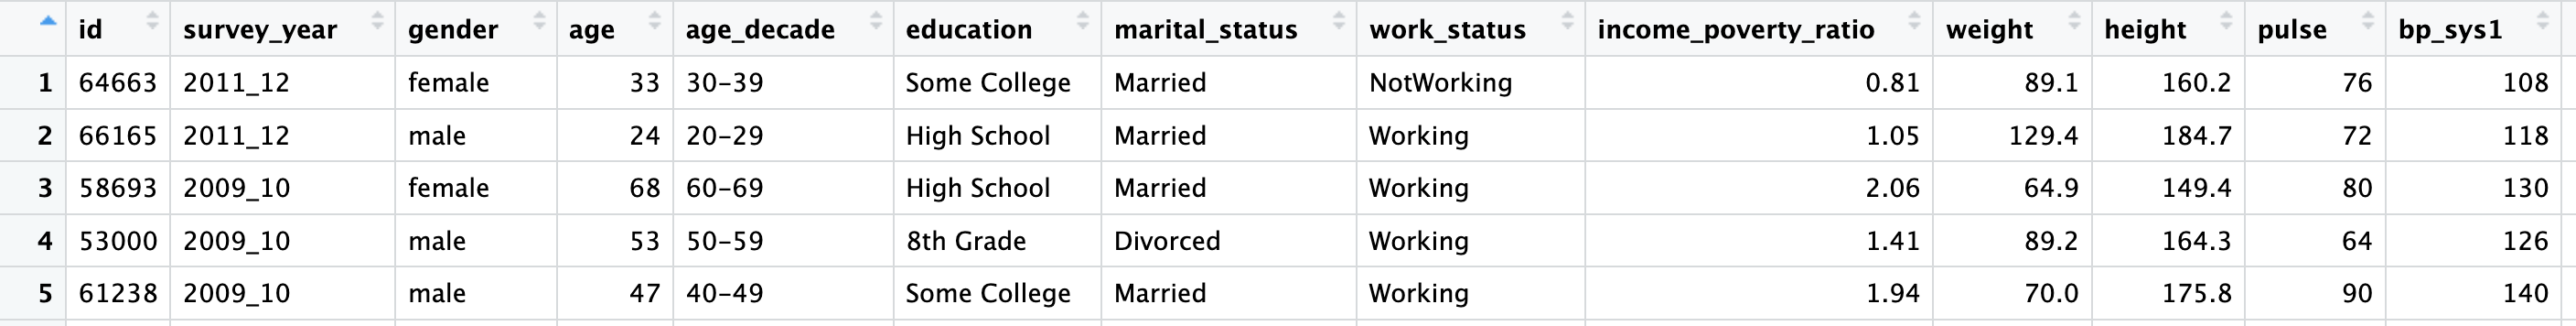 id survey_year gender age age_decade education marital_status work_status income_poverty_ratio weight height pulse bp_sys1
1 64663 2011_12 female 33 30-39 Some College Married NotWorking 0.81 89.1 160.2 76 108
2 66165 2011_12 male 24 20-29 High School Married Working 1.05 129.4 184.7 72 118
3 58693 2009_10 female 68 60-69 High School Married Working 2.06 64.9 149.4 80 130
4 53000 2009_10 male 53 50-59 8th Grade Divorced Working 1.41 89.2 164.3 64 126
5 61238 2009_10 male 47 40-49 Some College Married Working 1.94 70.0 175.8 90 140